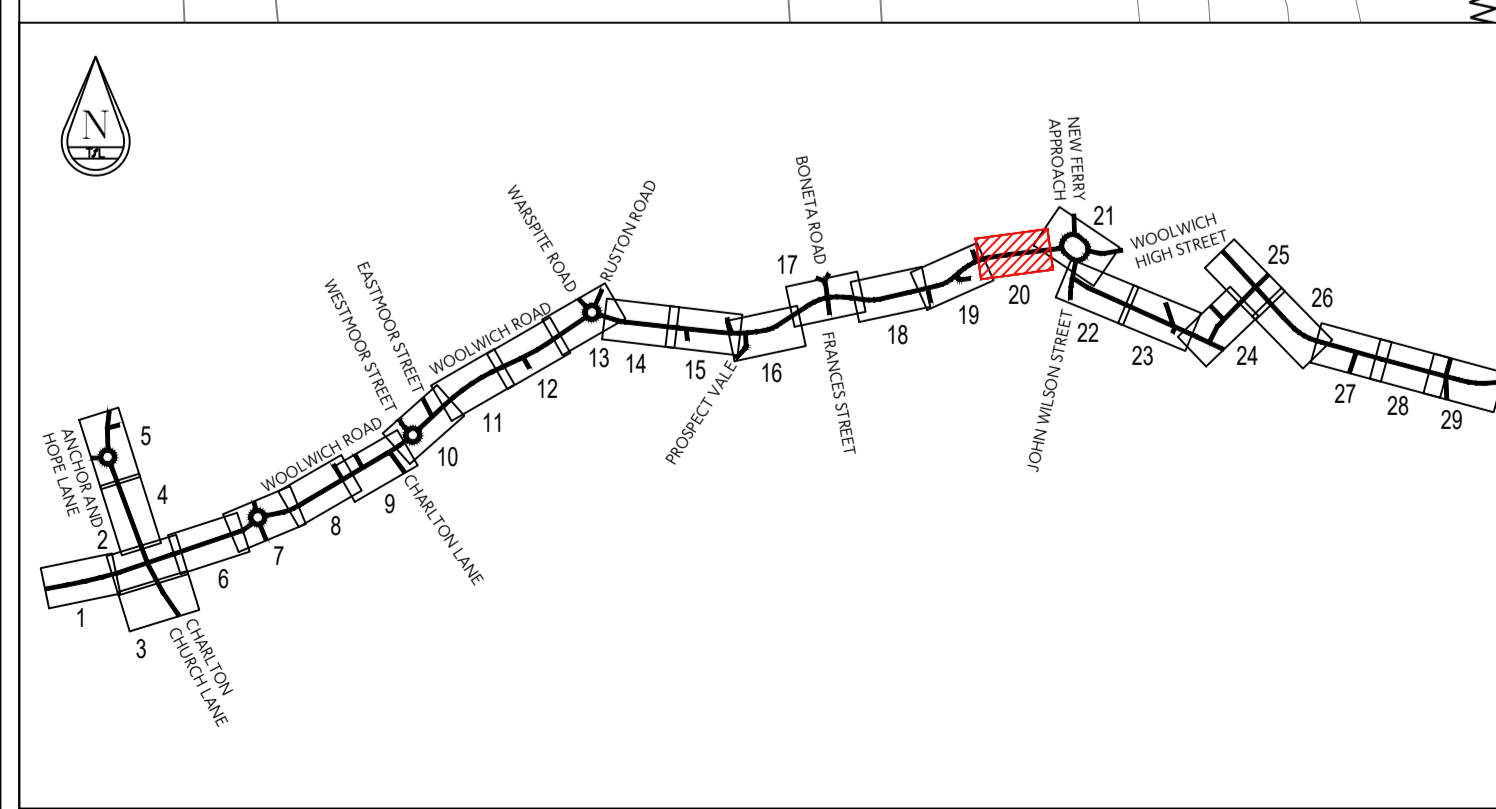 N
TfL
NEW FERRY
APPROACH
21
WOOLWICH
HIGH STREET
25
26
BONETA ROAD
17
RUSTON ROAD
WARSPITE ROAD
EASTMOOR STREET
WESTMOOR STREET
WOOLWICH ROAD
20
19
18
22
23
24
27
28
29
JOHN WILSON STREET
FRANCES STREET
PROSPECT VALE
16
15
14
13
12
11
10
WOOLWICH ROAD
9
CHARLTON LANE
8
7
6
5
ANCHOR AND
HOPE LANE
4
2
1
3
CHARLTON
CHURCH LANE